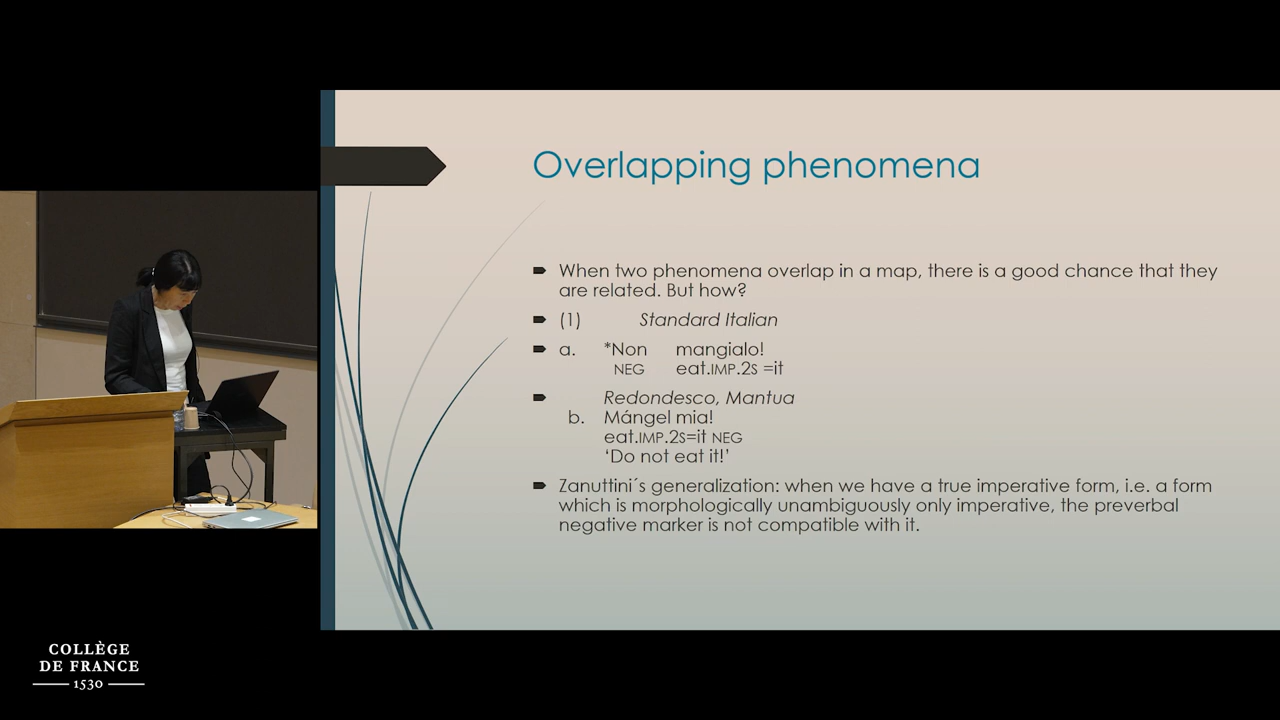 Overlapping phenomena
When two phenomena overlap in a map, there is a good chance that they
are related. But how?
(1) Standard Italian
a. *Non mangialo!
NEG eat.IMP.2S =it
Redondesco, Mantua
b. Mángel mia!
eat.IMP.2S=it NEG
‘Do not eat it!’
Zanuttini´s generalization: when we have a true imperative form, i.e. a form
which is morphologically unambiguously only imperative, the preverbal
negative marker is not compatible with it.
COLLÈGE
DE FRANCE
1530